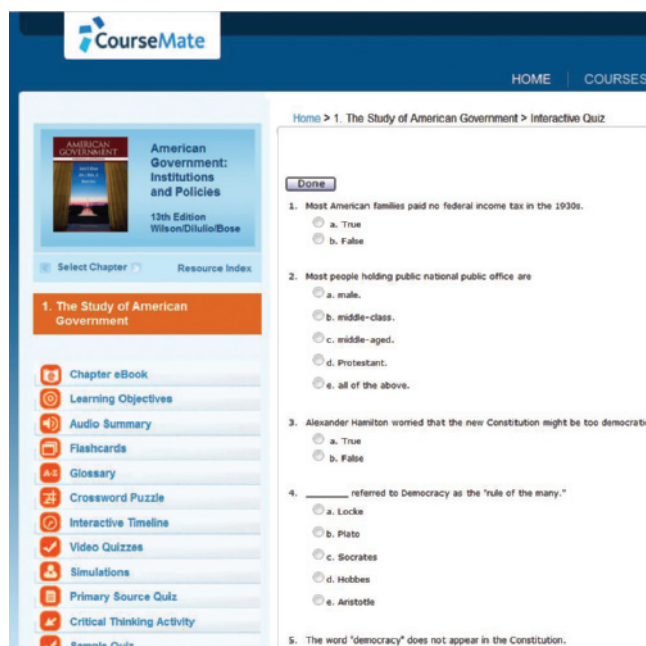 CourseMate
HOME COURSES
Home > 1. The Study of American Government > Interactive Quiz
AMERICAN
GOVERNMENT
American
Government:
Institutions
and Policies
13th Edition
Wilson/DiIulio/Bose
Select Chapter
Resource Index
1. The Study of American
Government
Chapter eBook
Learning Objectives
Audio Summary
Flashcards
A-Z Glossary
Crossword Puzzle
Interactive Timeline
Video Quizzes
Simulations
Primary Source Quiz
Critical Thinking Activity
Sample Quiz
Done
1. Most American families paid no federal income tax in the 1930s.
a. True
b. False
2. Most people holding public national public office are
a. male.
b. middle-class.
c. middle-aged.
d. Protestant.
e. all of the above.
3. Alexander Hamilton worried that the new Constitution might be too democrati
a. True
b. False
4. _______ referred to Democracy as the "rule of the many."
a. Locke
b. Plato
c. Socrates
d. Hobbes
e. Aristotle
5. The word "democracy" does not appear in the Constitution.